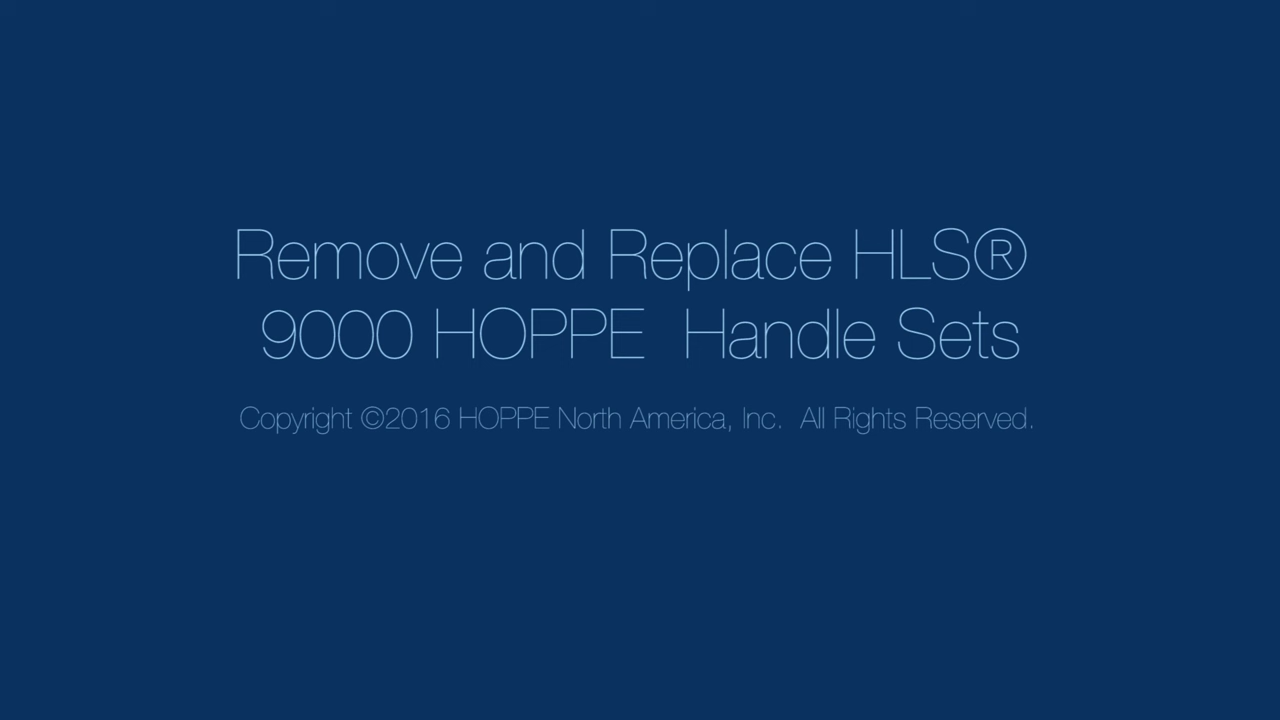 Remove and Replace HLS®
9000 HOPPE  Handle Sets
Copyright ©2016 HOPPE North America, Inc.  All Rights Reserved.